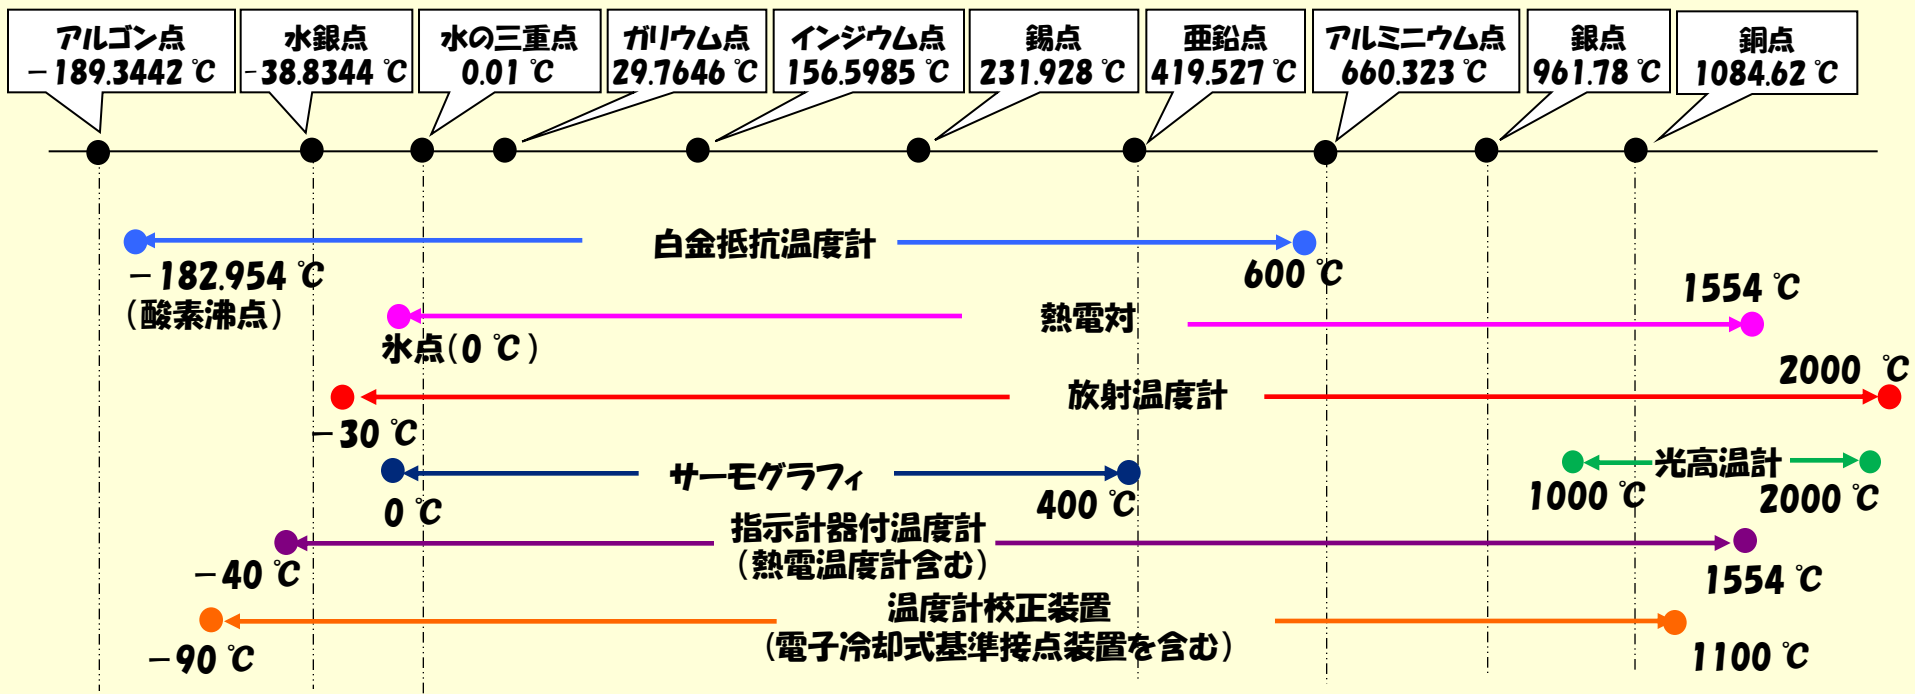 アルゴン点
－189.3442 ℃
水銀点
-38.8344 ℃
水の三重点
0.01 ℃
ガリウム点
29.7646 ℃
インジウム点
156.5985 ℃
錫点
231.928 ℃
亜鉛点
419.527 ℃
アルミニウム点
660.323 ℃
銀点
961.78 ℃
銅点
1084.62 ℃
白金抵抗温度計
－182.954 ℃
（酸素沸点）
600 ℃
熱電対
氷点(0 ℃ )
1554 ℃
放射温度計
－30 ℃
2000 ℃
サーモグラフィ
0 ℃
400 ℃
光高温計
1000 ℃
2000 ℃
指示計器付温度計
（熱電温度計含む）
－40 ℃
1554 ℃
温度計校正装置
（電子冷却式基準接点装置を含む）
－90 ℃
1100 ℃